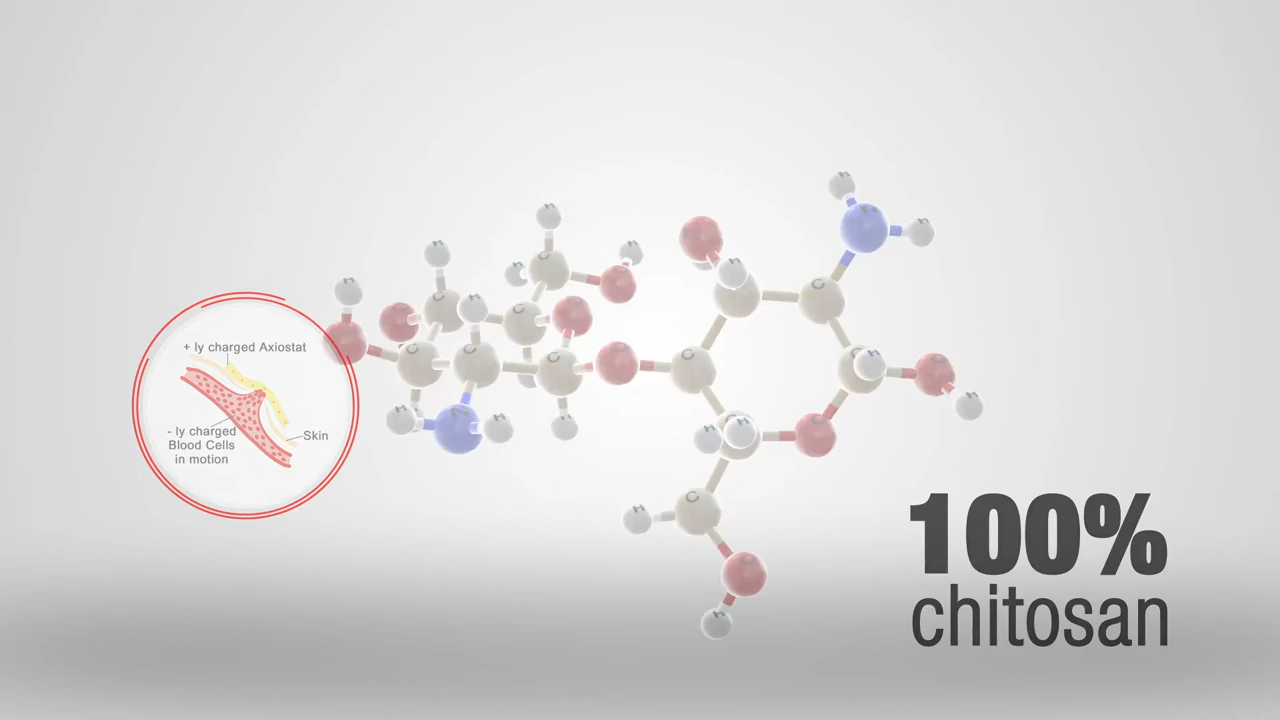 + ly charged Axiostat
- ly charged
Blood Cells
in motion
Skin
100%
chitosan